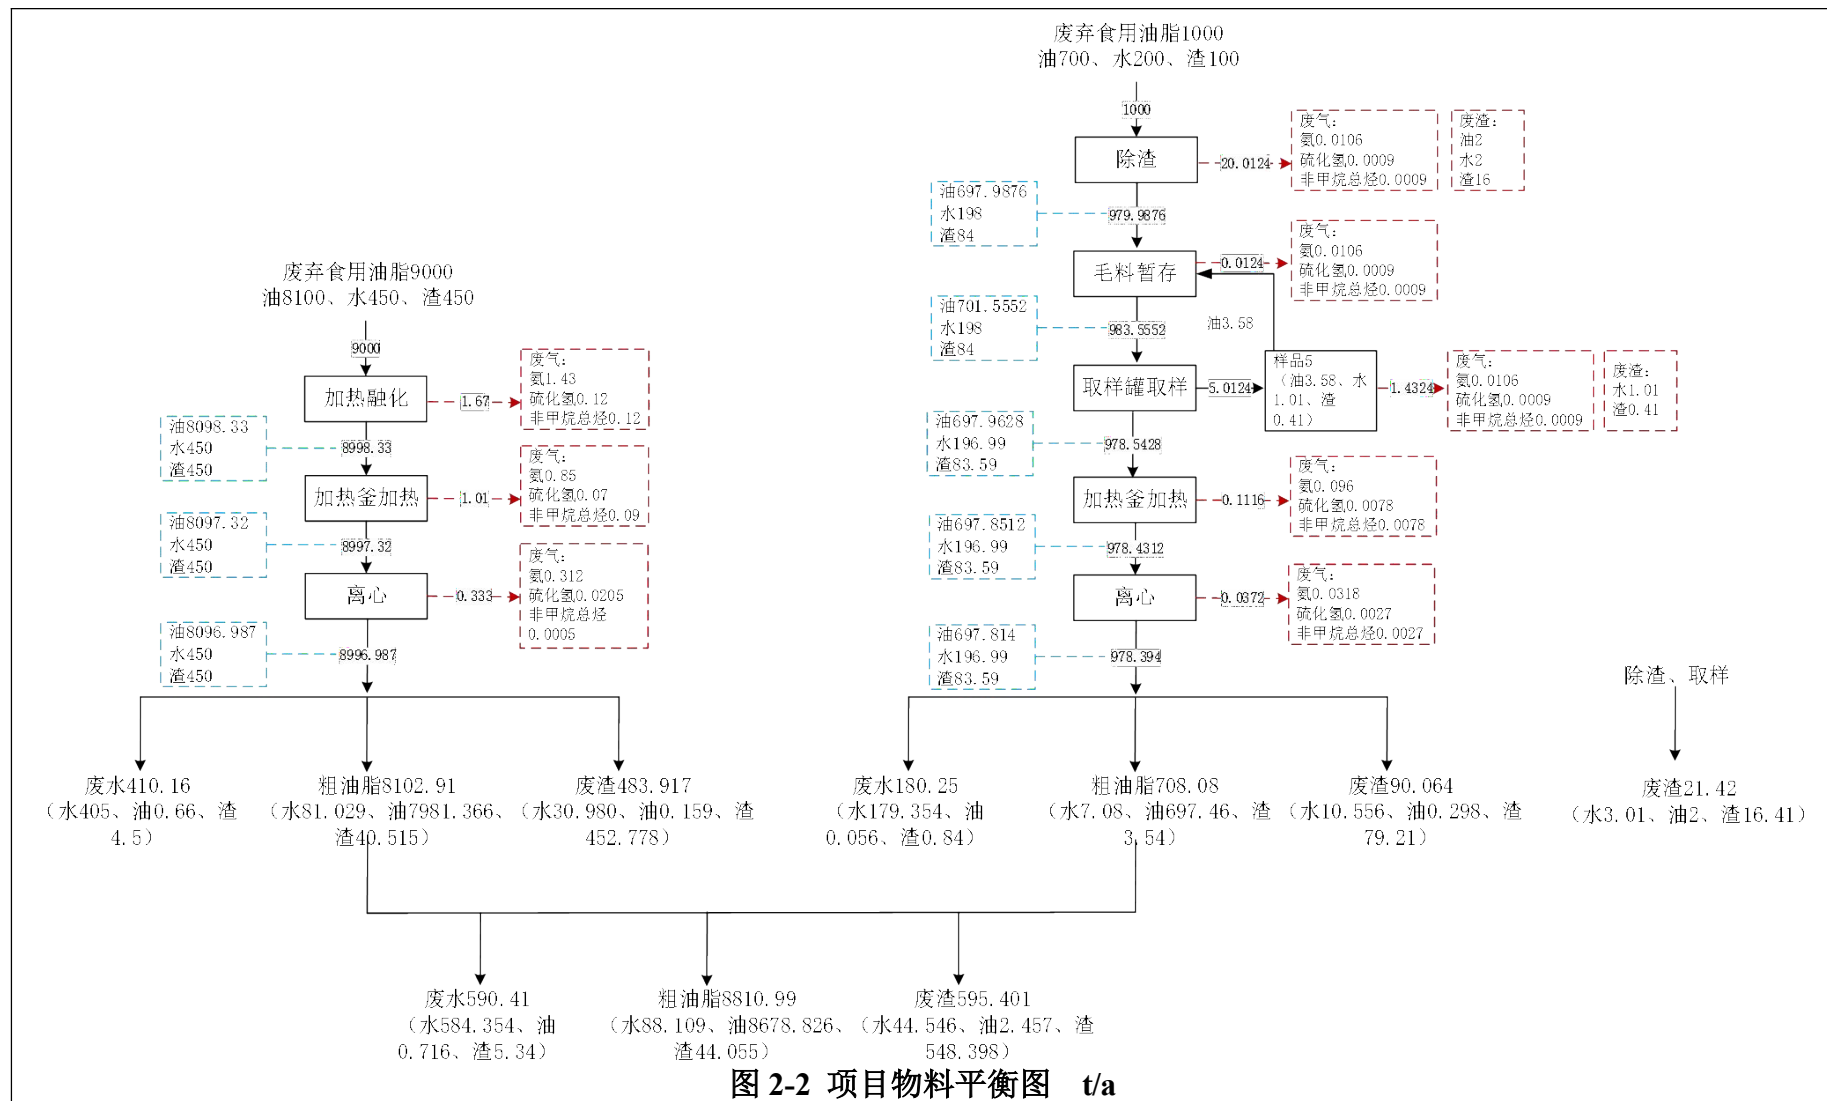 废弃食用油脂1000
油700、水200、渣100
1000
除渣
20.0124
废气:
氨0.0106
硫化氢0.0009
非甲烷总烃0.0009
废渣:
油2
水2
渣16
油697.9876
水198
渣84
979.9876
毛料暂存
0.0124
废气:
氨0.0106
硫化氢0.0009
非甲烷总烃0.0009
油701.5552
水198
渣84
983.5552
油3.58
取样罐取样
5.0124
样品5
（油3.58、水
1.01、渣
0.41）
1.4324
废气:
氨0.0106
硫化氢0.0009
非甲烷总烃0.0009
废渣:
水1.01
渣0.41
油697.9628
水196.99
渣83.59
978.5428
加热釜加热
0.1116
废气:
氨0.096
硫化氢0.0078
非甲烷总烃0.0078
油697.8512
水196.99
渣83.59
978.4312
离心
0.0372
废气:
氨0.0318
硫化氢0.0027
非甲烷总烃0.0027
油697.814
水196.99
渣83.59
978.394
废弃食用油脂9000
油8100、水450、渣450
9000
加热融化
1.67
废气:
氨1.43
硫化氢0.12
非甲烷总烃0.12
油8098.33
水450
渣450
8998.33
加热釜加热
1.01
废气:
氨0.85
硫化氢0.07
非甲烷总烃0.09
油8097.32
水450
渣450
8997.32
离心
0.333
废气:
氨0.312
硫化氢0.0205
非甲烷总烃
0.0005
油8096.987
水450
渣450
8996.987
除渣、取样
废水410.16
（水405、油0.66、渣
4.5）
粗油脂8102.91
（水81.029、油7981.366、
渣40.515）
废渣483.917
（水30.980、油0.159、渣
452.778）
废水180.25
（水179.354、油
0.056、渣0.84）
粗油脂708.08
（水7.08、油697.46、渣
3.54）
废渣90.064
（水10.556、油0.298、渣
79.21）
废渣21.42
（水3.01、油2、渣16.41）
废水590.41
（水584.354、油
0.716、渣5.34）
粗油脂8810.99
（水88.109、油8678.826、
渣44.055）
废渣595.401
（水44.546、油2.457、渣
548.398）
图 2-2 项目物料平衡图 t/a